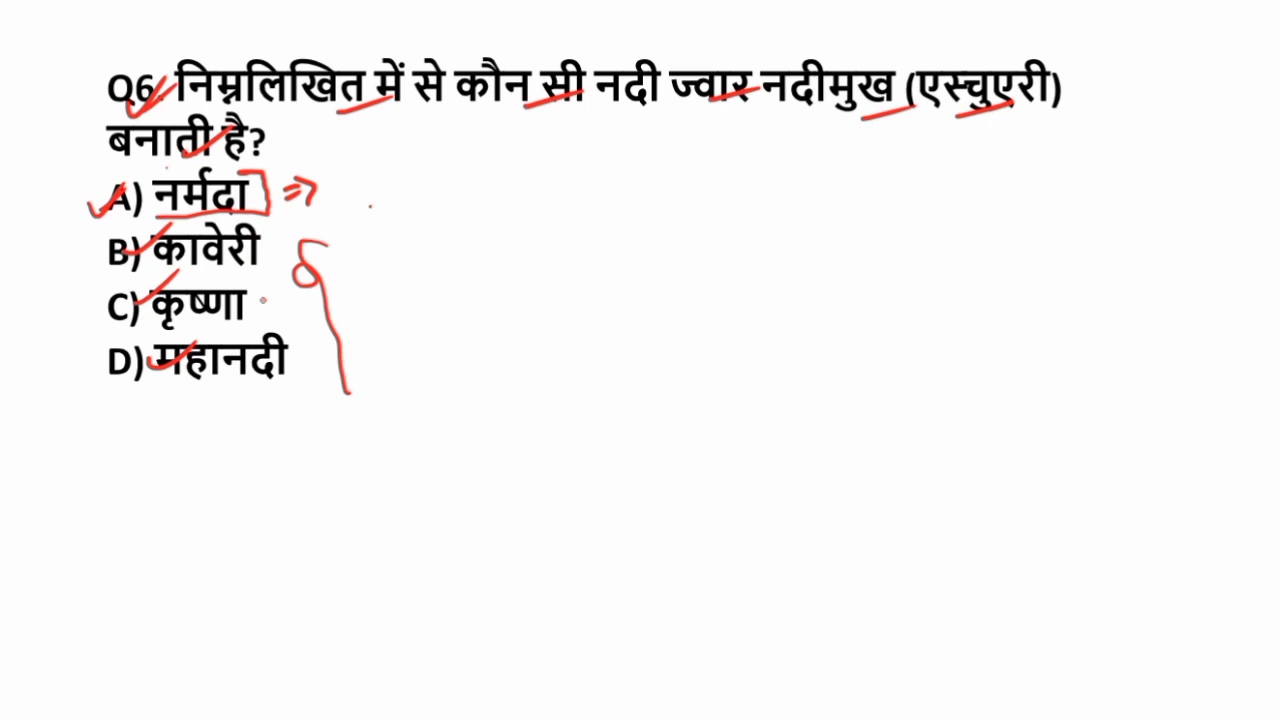 Q6. निम्नलिखित में से कौन सी नदी ज्वार नदीमुख (एस्चुएरी)
बनाती है?
A) नर्मदा
B) कावेरी
C) कृष्णा
D) महानदी